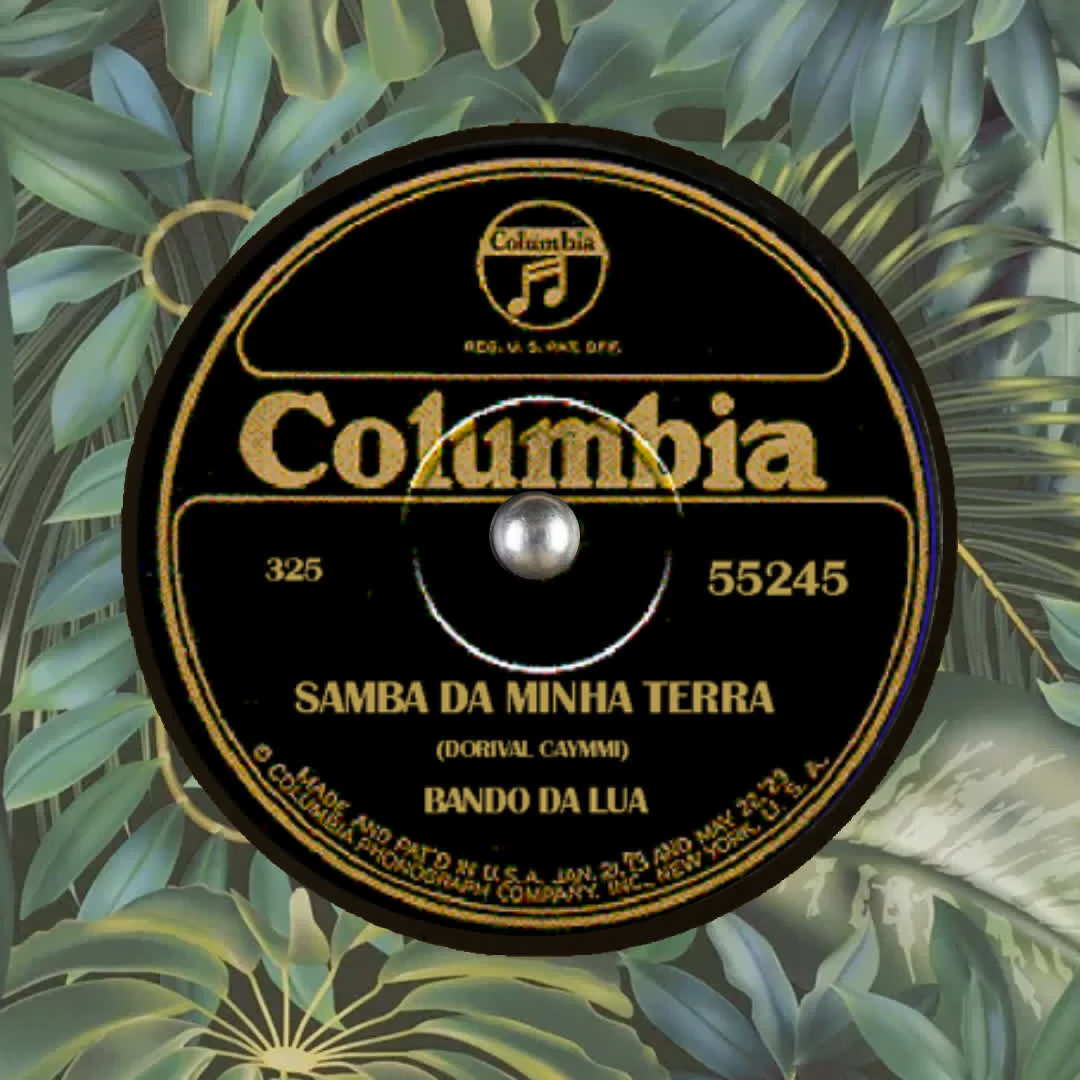 Columbia
REG. U. S. PAT. OFF.
Columbia
325
55245
SAMBA DA MINHA TERRA
(DORIVAL CAYMMI)
BANDO DA LUA
MADE AND PAT'D IN U.S.A. JAN. 21,'13 AND MAY 22,'23
© COLUMBIA PHONOGRAPH COMPANY, INC., NEW YORK, U. S. A.